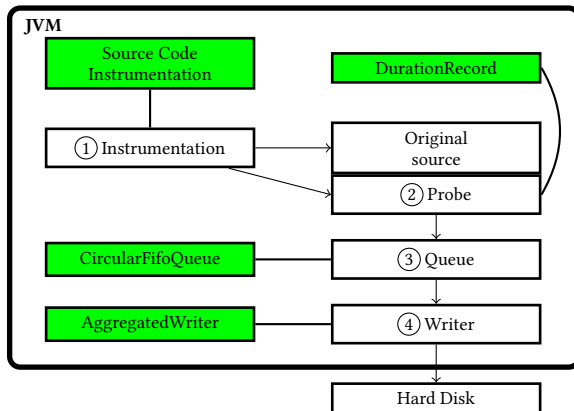 JVM
Source Code
Instrumentation
DurationRecord
1 Instrumentation
Original
source
2 Probe
CircularFifoQueue
3 Queue
AggregatedWriter
4 Writer
Hard Disk